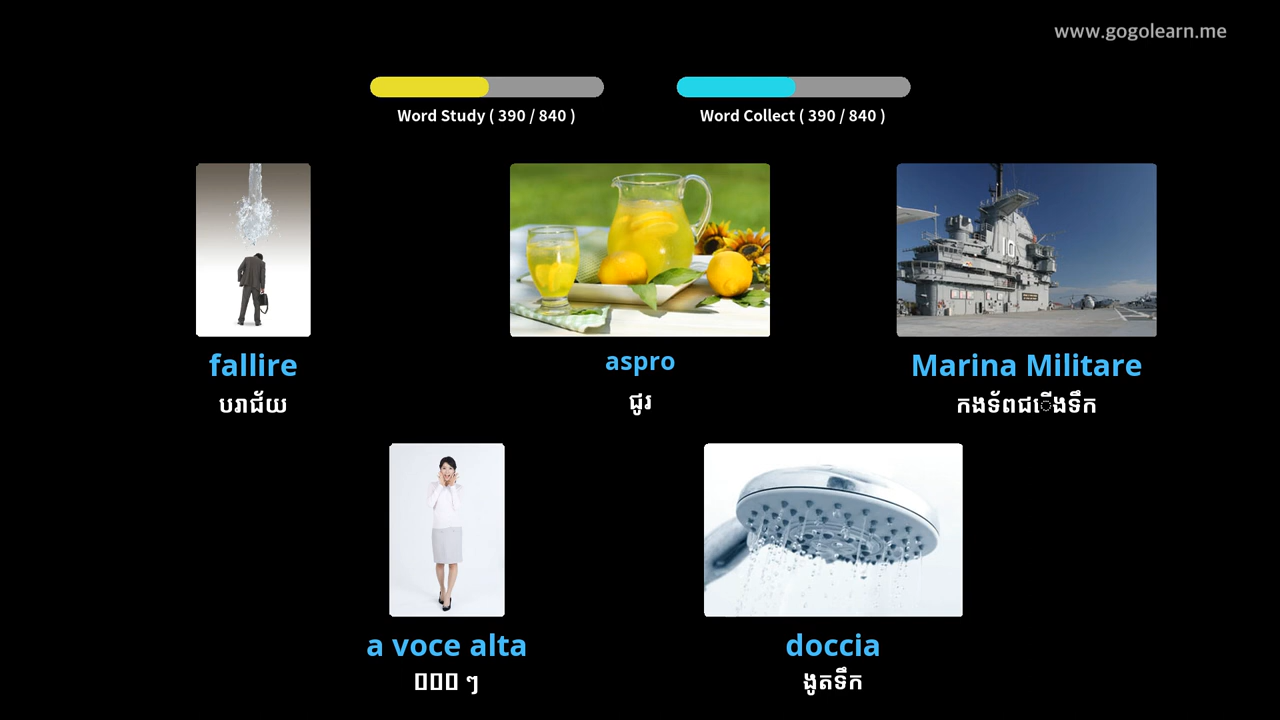 www.gogolearn.me
Word Study ( 390 / 840 )
Word Collect ( 390 / 840 )
fallire
បរាជ័យ
aspro
ជូរ
Marina Militare
កងទ័ពជើងទឹក
a voce alta
ៗ
doccia
ងូតទឹក